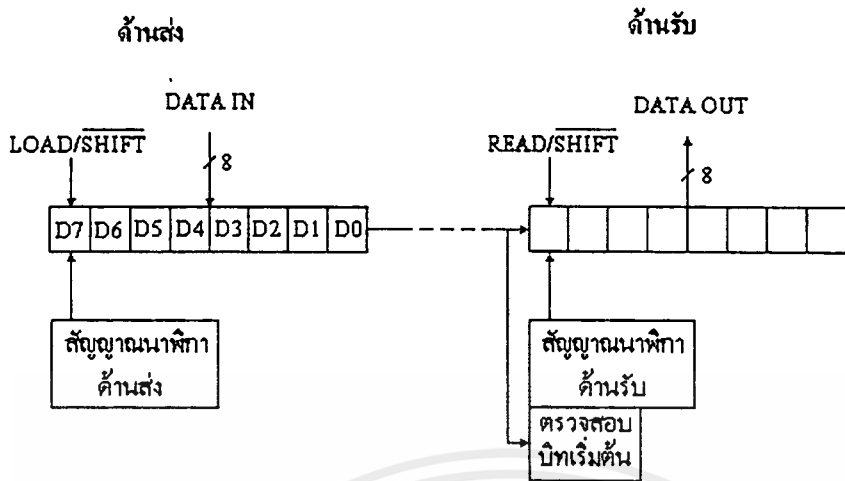 ด้านส่ง
ด้านรับ
DATA IN
DATA OUT
LOAD/SHIFT
READ/SHIFT
8
8
D7 D6 D5 D4 D3 D2 D1 D0
สัญญาณนาฬิกา
ด้านส่ง
สัญญาณนาฬิกา
ด้านรับ
ตรวจสอบ
บิทเริ่มต้น